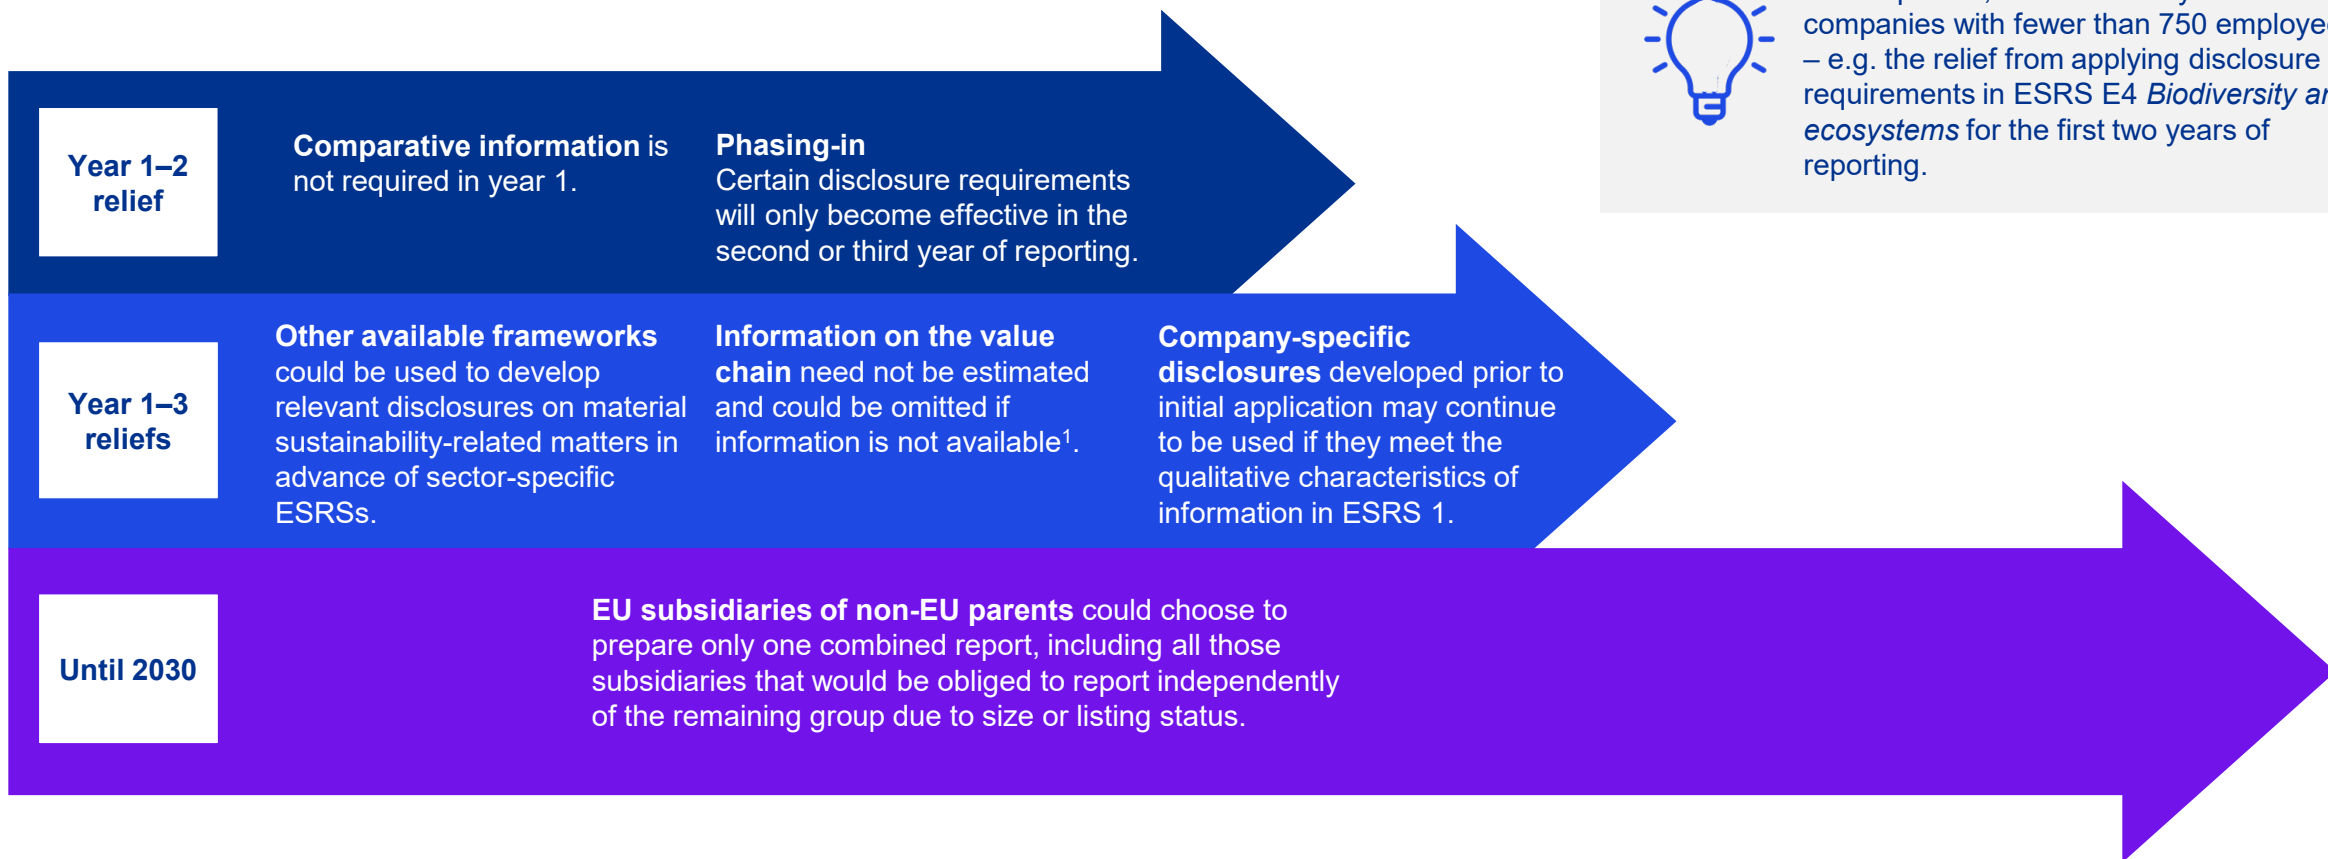 companies with fewer than 750
– e.g. the relief from applying disclosure
requirements in ESRS E4 Biodiversity
ecosystems for the first two years of
reporting.
Year 1–2
relief
Comparative information is
not required in year 1.
Phasing-in
Certain disclosure requirements
will only become effective in the
second or third year of reporting.
Year 1–3
reliefs
Other available frameworks
could be used to develop
relevant disclosures on material
sustainability-related matters in
advance of sector-specific
ESRSs.
Information on the value
chain need not be estimated
and could be omitted if
information is not available¹.
Company-specific
disclosures developed prior to
initial application may continue
to be used if they meet the
qualitative characteristics of
information in ESRS 1.
Until 2030
EU subsidiaries of non-EU parents could choose to
prepare only one combined report, including all those
subsidiaries that would be obliged to report independently
of the remaining group due to size or listing status.